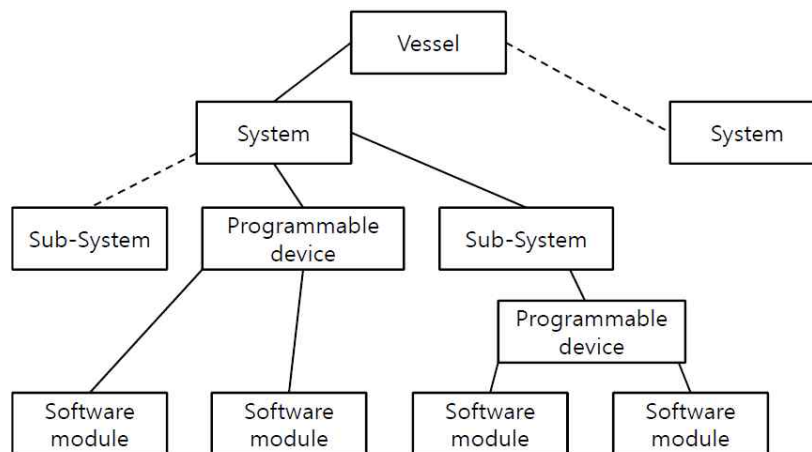 Vessel
System
System
Sub-System
Programmable
device
Sub-System
Programmable
device
Software
module
Software
module
Software
module
Software
module